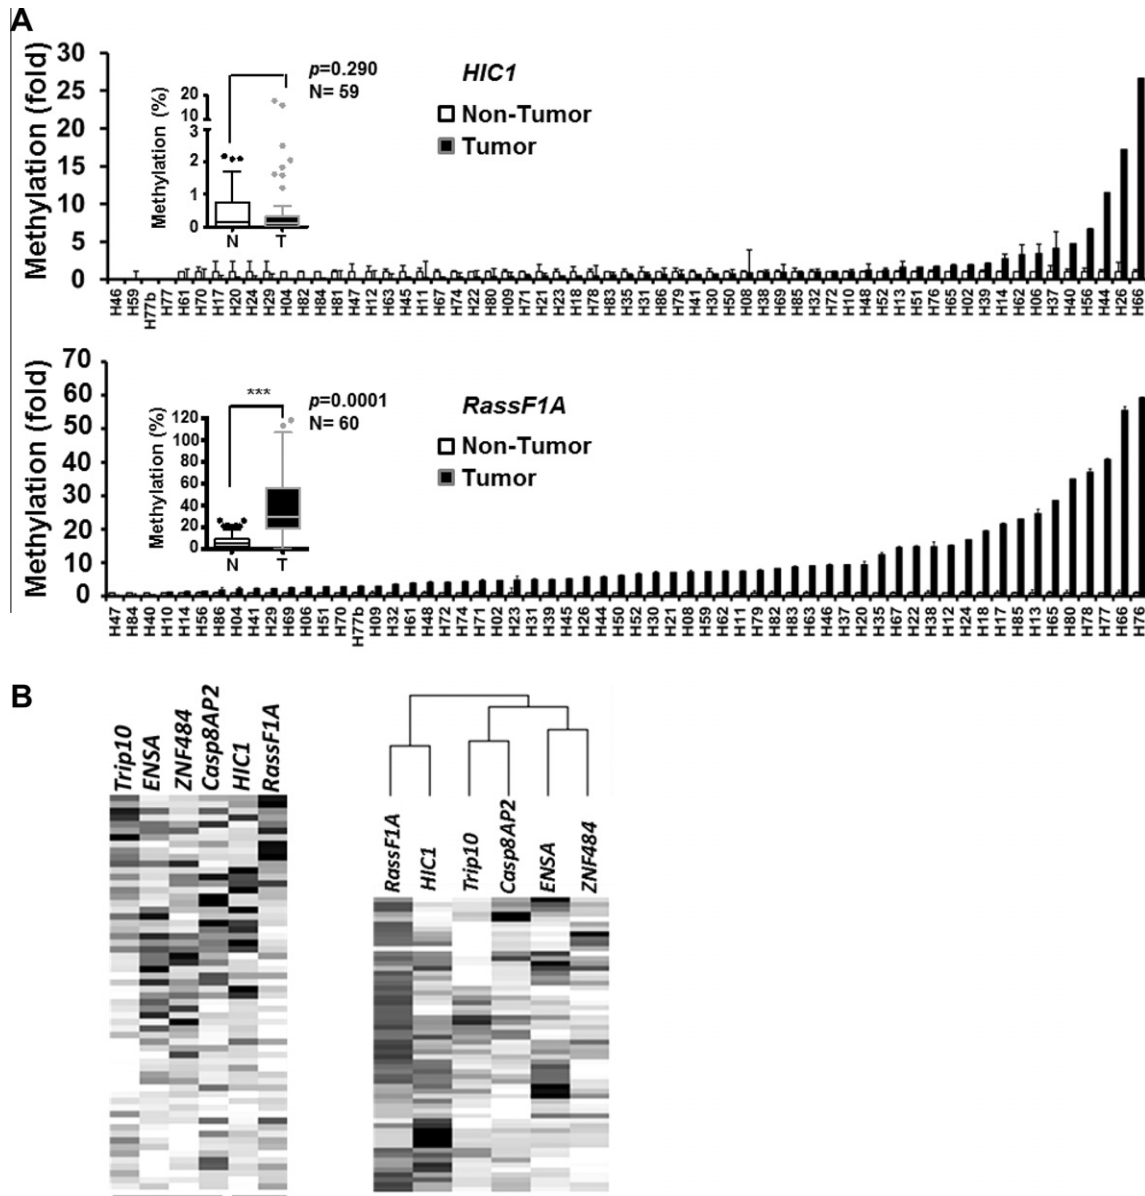 A
Methylation (fold)
30
25
20
15
10
5
0
Methylation (%)
20
10
3
2
1
0
N T
p=0.290
N= 59
HIC1
Non-Tumor
Tumor
H46 H59 H77b H77 H61 H70 H17 H20 H24 H29 H04 H82 H84 H81 H47 H12 H63 H45 H11 H67 H74 H22 H80 H09 H71 H21 H23 H18 H78 H83 H35 H31 H86 H79 H41 H30 H50 H08 H38 H69 H85 H32 H72 H10 H48 H52 H13 H51 H76 H65 H02 H39 H14 H62 H06 H37 H40 H56 H44 H26 H66
Methylation (fold)
70
60
50
40
30
20
10
0
Methylation (%)
120
100
80
60
40
20
0
N T
***
p=0.0001
N= 60
RassF1A
Non-Tumor
Tumor
H47 H84 H40 H10 H14 H56 H86 H04 H41 H29 H69 H06 H51 H70 H77b H09 H32 H61 H48 H72 H74 H71 H02 H23 H31 H39 H45 H26 H44 H50 H52 H30 H21 H08 H59 H62 H11 H79 H82 H83 H63 H46 H37 H20 H35 H67 H22 H38 H12 H24 H18 H17 H85 H13 H65 H80 H78 H77 H66 H76
B
Trip10 ENSA ZNF484 Casp8AP2 HIC1 RassF1A
RassF1A HIC1 Trip10 Casp8AP2 ENSA ZNF484